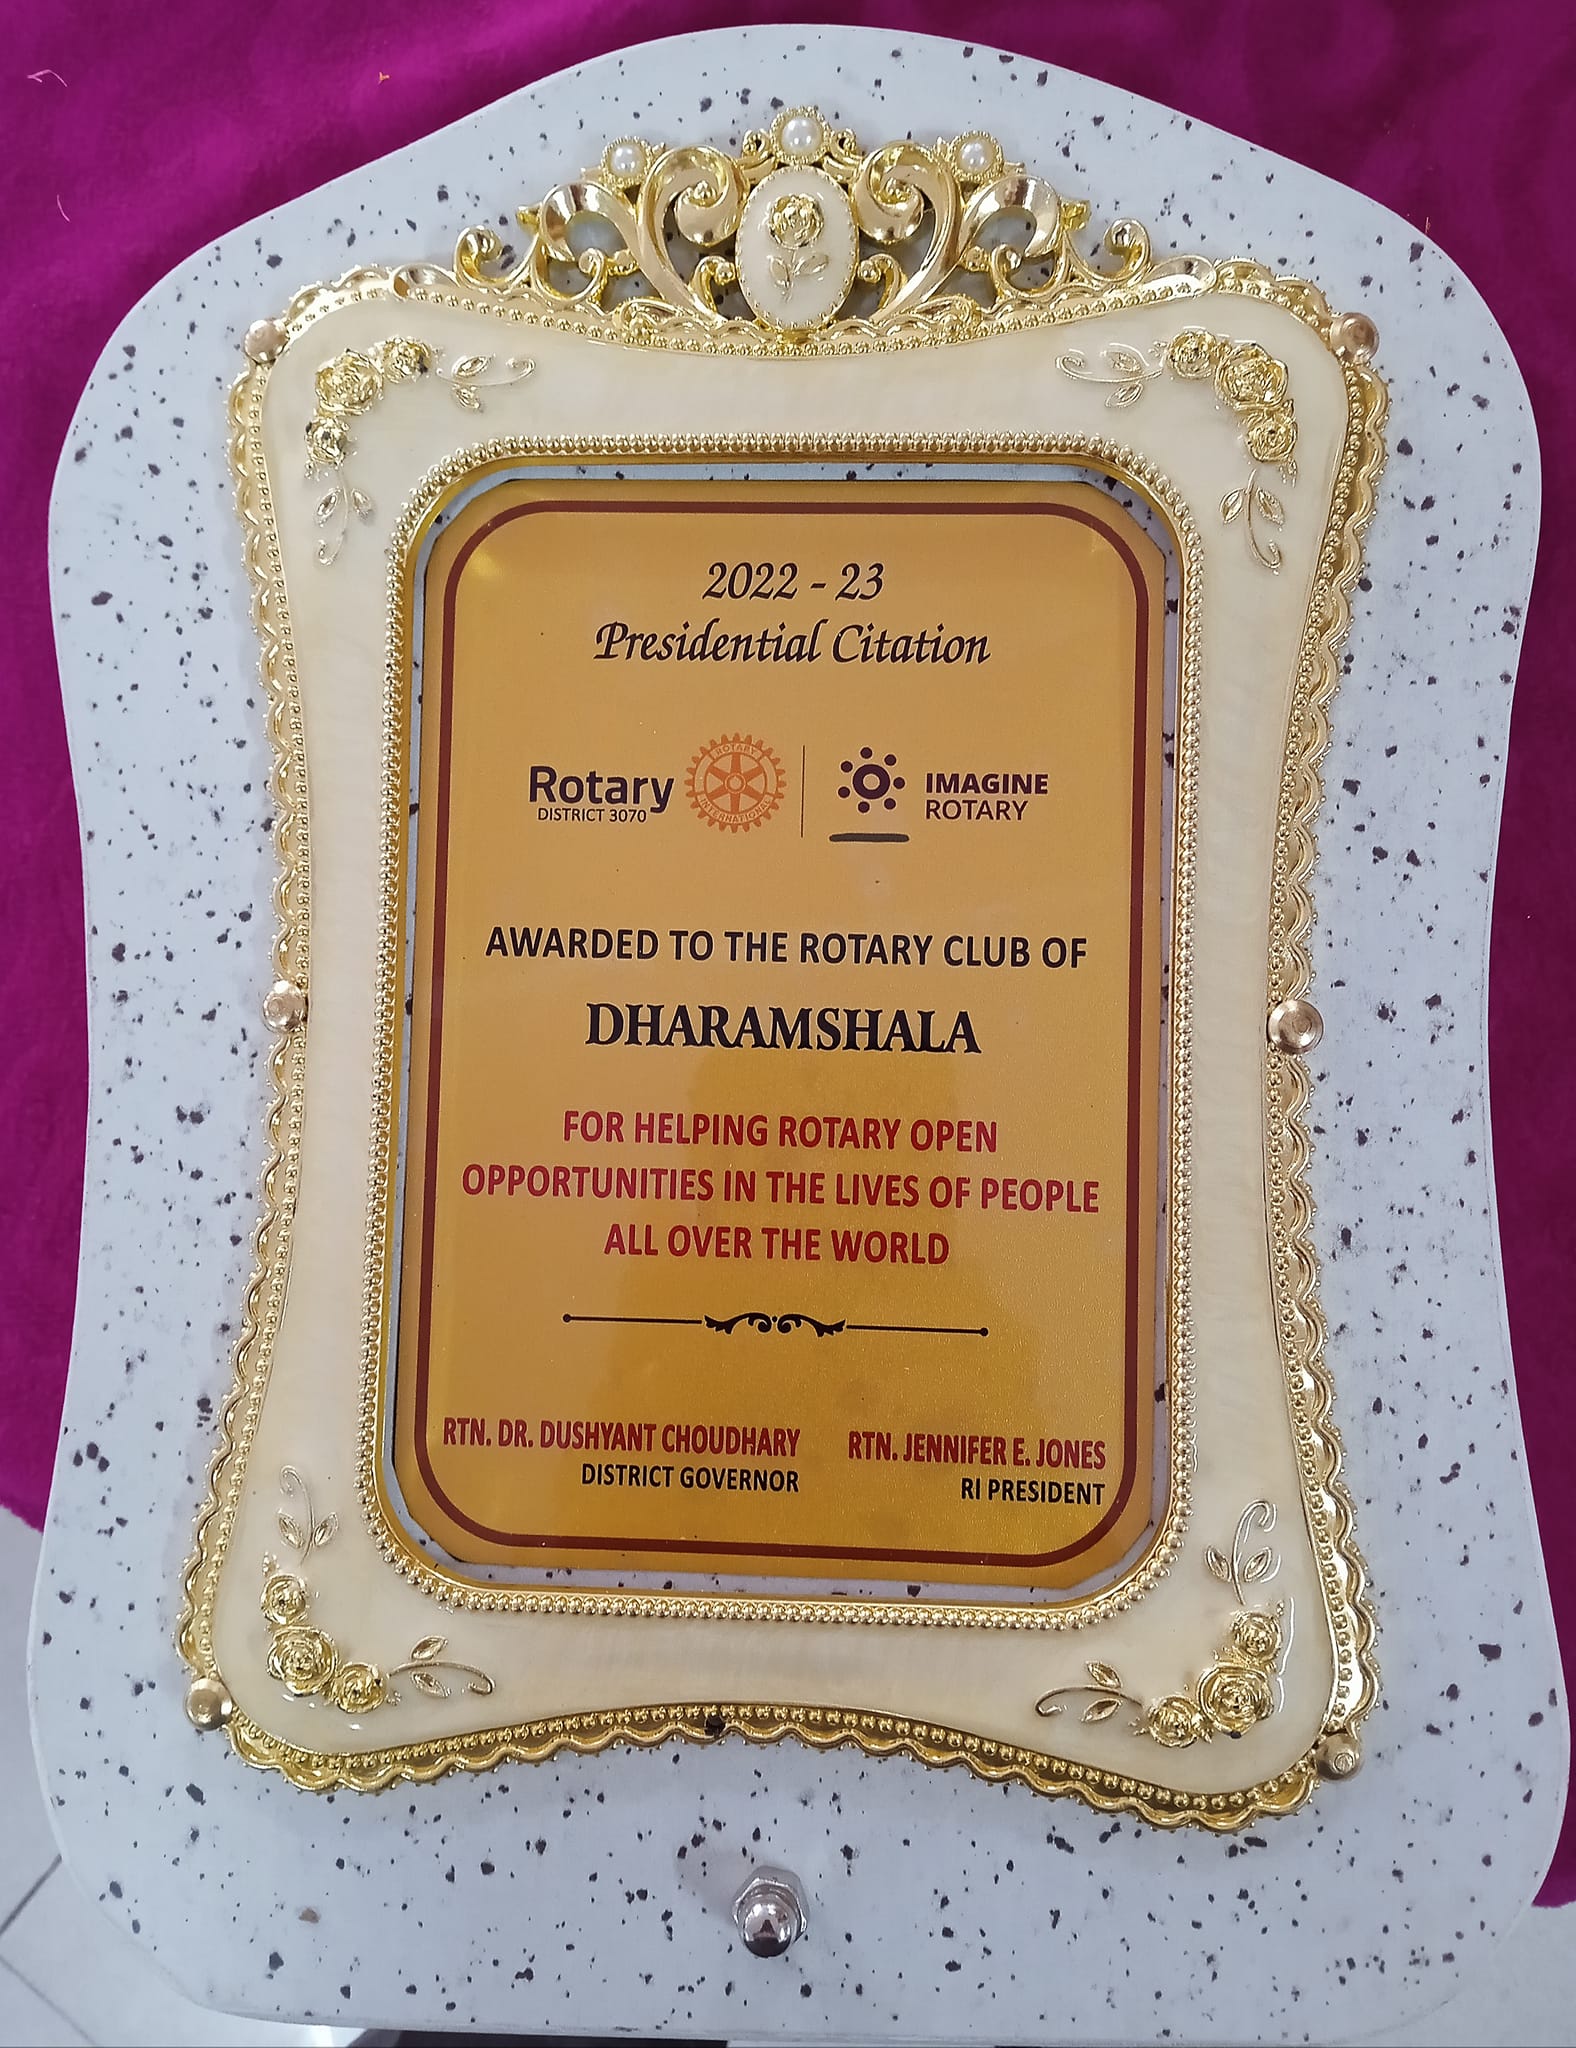 2022 - 23
Presidential Citation
Rotary
DISTRICT 3070
ROTARY
INTERNATIONAL
IMAGINE
ROTARY
AWARDED TO THE ROTARY CLUB OF
DHARAMSHALA
FOR HELPING ROTARY OPEN
OPPORTUNITIES IN THE LIVES OF PEOPLE
ALL OVER THE WORLD
RTN. DR. DUSHYANT CHOUDHARY
DISTRICT GOVERNOR
RTN. JENNIFER E. JONES
RI PRESIDENT